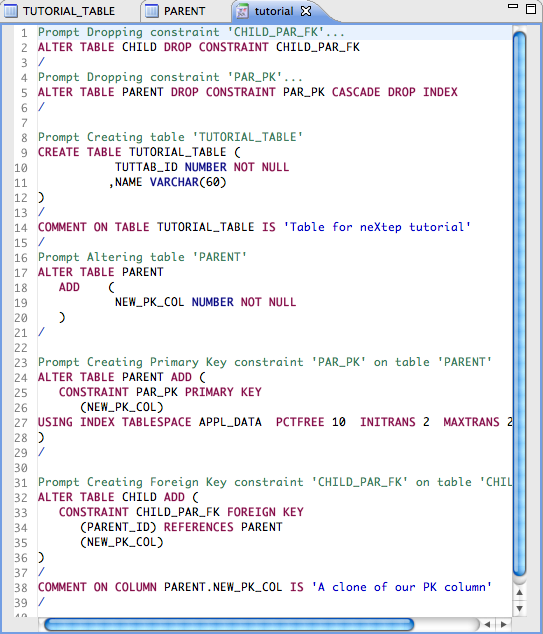 TUTORIAL_TABLE PARENT tutorial
1 Prompt Dropping constraint 'CHILD_PAR_FK'...
2 ALTER TABLE CHILD DROP CONSTRAINT CHILD_PAR_FK
3 /
4 Prompt Dropping constraint 'PAR_PK'...
5 ALTER TABLE PARENT DROP CONSTRAINT PAR_PK CASCADE DROP INDEX
6 /
7
8 Prompt Creating table 'TUTORIAL_TABLE'
9 CREATE TABLE TUTORIAL_TABLE (
10 TUTTAB_ID NUMBER NOT NULL
11 ,NAME VARCHAR(60)
12 )
13 /
14 COMMENT ON TABLE TUTORIAL_TABLE IS 'Table for neXtep tutorial'
15 /
16 Prompt Altering table 'PARENT'
17 ALTER TABLE PARENT
18 ADD (
19 NEW_PK_COL NUMBER NOT NULL
20 )
21 /
22
23 Prompt Creating Primary Key constraint 'PAR_PK' on table 'PARENT'
24 ALTER TABLE PARENT ADD (
25 CONSTRAINT PAR_PK PRIMARY KEY
26 (NEW_PK_COL)
27 USING INDEX TABLESPACE APPL_DATA PCTFREE 10 INITRANS 2 MAXTRANS 2
28 )
29 /
30
31 Prompt Dropping Foreign Key constraint 'CHILD_PAR_FK' on table 'CHIL
32 ALTER TABLE CHILD ADD (
33 CONSTRAINT CHILD_PAR_FK FOREIGN KEY
34 (PARENT_ID) REFERENCES PARENT
35 (NEW_PK_COL)
36 )
37 /
38 COMMENT ON COLUMN PARENT.NEW_PK_COL IS 'A clone of our PK column'
39 /
40